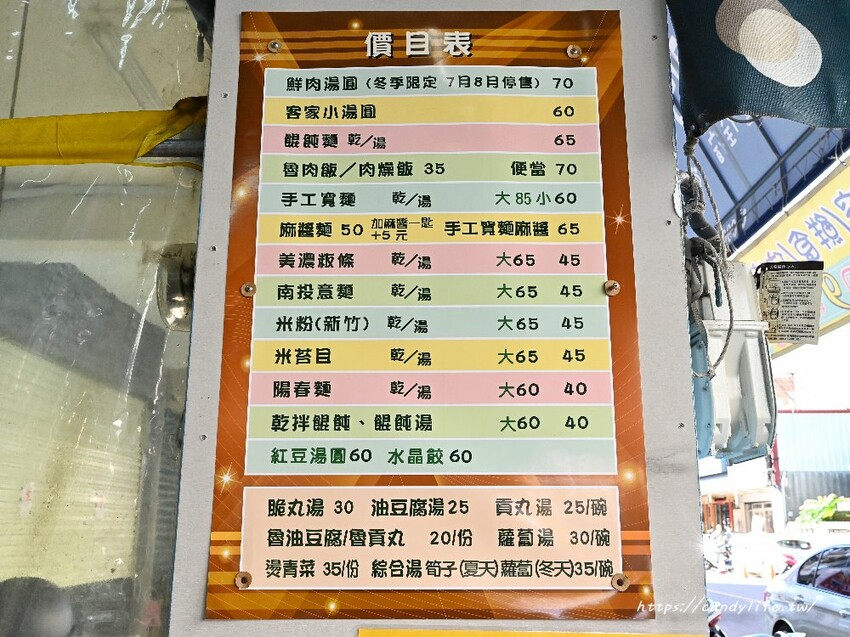 價目表
鮮肉湯圓(冬季限定 7月8月停售) 70
客家小湯圓 60
餛飩麵 乾/湯 65
魯肉飯/肉燥飯 35 便當 70
手工寬麵 乾/湯 大85小60
麻醬麵 50 加麻醬一匙+5元 手工寬麵麻醬 65
美濃粄條 乾/湯 大65 45
南投意麵 乾/湯 大65 45
米粉(新竹) 乾/湯 大65 45
米苔目 乾/湯 大65 45
陽春麵 乾/湯 大60 40
乾拌餛飩、餛飩湯 大60 40
紅豆湯圓60 水晶餃60
脆丸湯 30 油豆腐湯25 貢丸湯 25/碗
魯油豆腐/魯貢丸 20/份 蘿蔔湯 30/碗
燙青菜 35/份 綜合湯 筍子(夏天)蘿蔔(冬天)35/碗
https://candylife.tw/